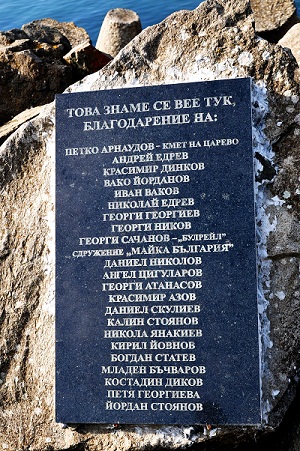 ТОВА ЗНАМЕ СЕ ВЕЕ ТУК,
БЛАГОДАРЕНИЕ НА:
ПЕТКО АРНАУДОВ - КМЕТ НА ЦАРЕВО
АНДРЕЙ ЕДРЕВ
КРАСИМИР ДИНКОВ
ВАКО ЙОРДАНОВ
ИВАН ВАКОВ
НИКОЛАЙ ЕДРЕВ
ГЕОРГИ ГЕОРГИЕВ
ГЕОРГИ НИКОВ
ГЕОРГИ САЧАНОВ - „БУЛРЕЙЛ"
СДРУЖЕНИЕ „МАЙКА БЪЛГАРИЯ"
ДАНИЕЛ НИКОЛОВ
АНГЕЛ ЦИГУЛАРОВ
ГЕОРГИ АТАНАСОВ
КРАСИМИР АЗОВ
ДАНИЕЛ СКУЛИЕВ
КАЛИН СТОЯНОВ
НИКОЛА ЯНАКИЕВ
КИРИЛ ЙОВНОВ
БОГДАН СТАТЕВ
МЛАДЕН БЪЧВАРОВ
КОСТАДИН ДИКОВ
ПЕТЯ ГЕОРГИЕВА
ЙОРДАН СТОЯНОВ